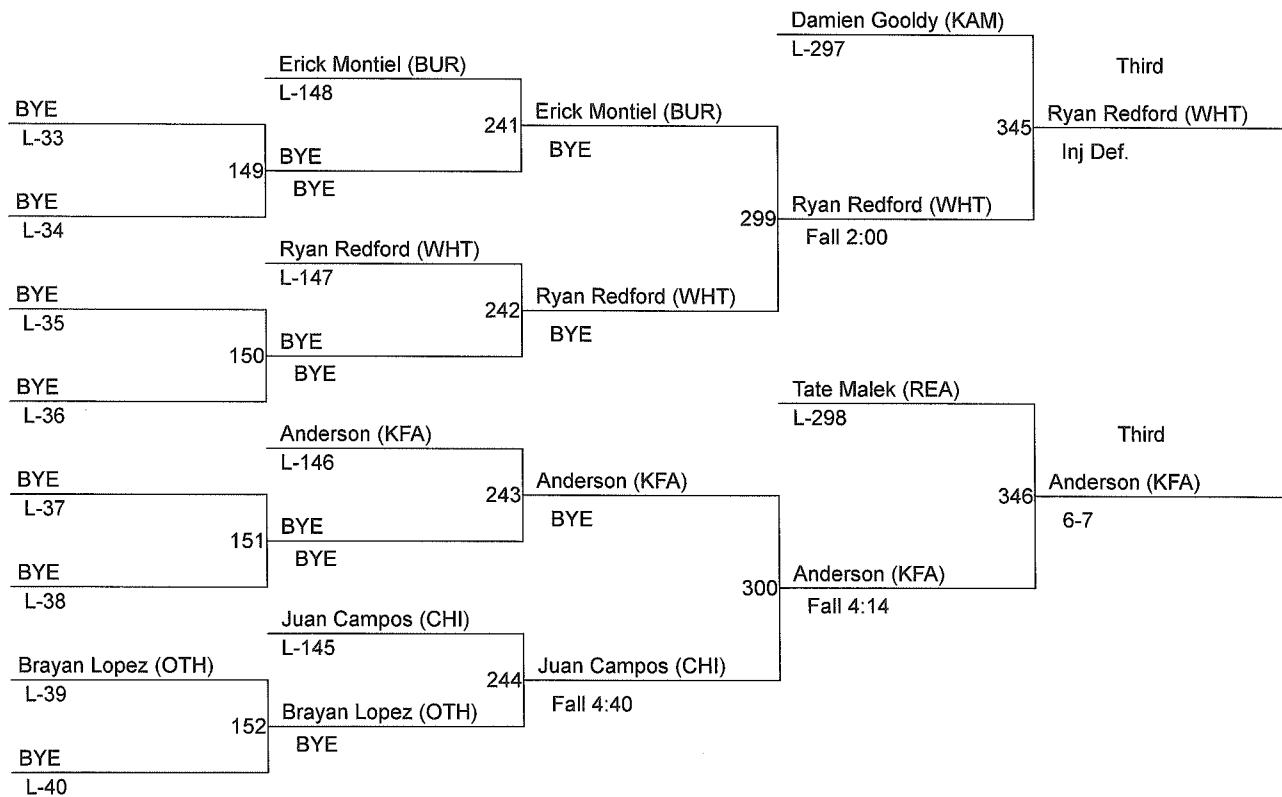 Damien Gooldy (KAM)
L-297
Third
Erick Montiel (BUR)
L-148
BYE
L-33
241
Erick Montiel (BUR)
BYE
345
Ryan Redford (WHT)
Inj Def.
149
BYE
BYE
BYE
L-34
299
Ryan Redford (WHT)
Fall 2:00
Ryan Redford (WHT)
L-147
BYE
L-35
242
Ryan Redford (WHT)
BYE
150
BYE
BYE
BYE
L-36
Tate Malek (REA)
L-298
Third
Anderson (KFA)
L-146
BYE
L-37
243
Anderson (KFA)
BYE
346
Anderson (KFA)
6-7
151
BYE
BYE
BYE
L-38
300
Anderson (KFA)
Fall 4:14
Juan Campos (CHI)
L-145
Brayan Lopez (OTH)
L-39
244
Juan Campos (CHI)
Fall 4:40
152
Brayan Lopez (OTH)
BYE
BYE
L-40